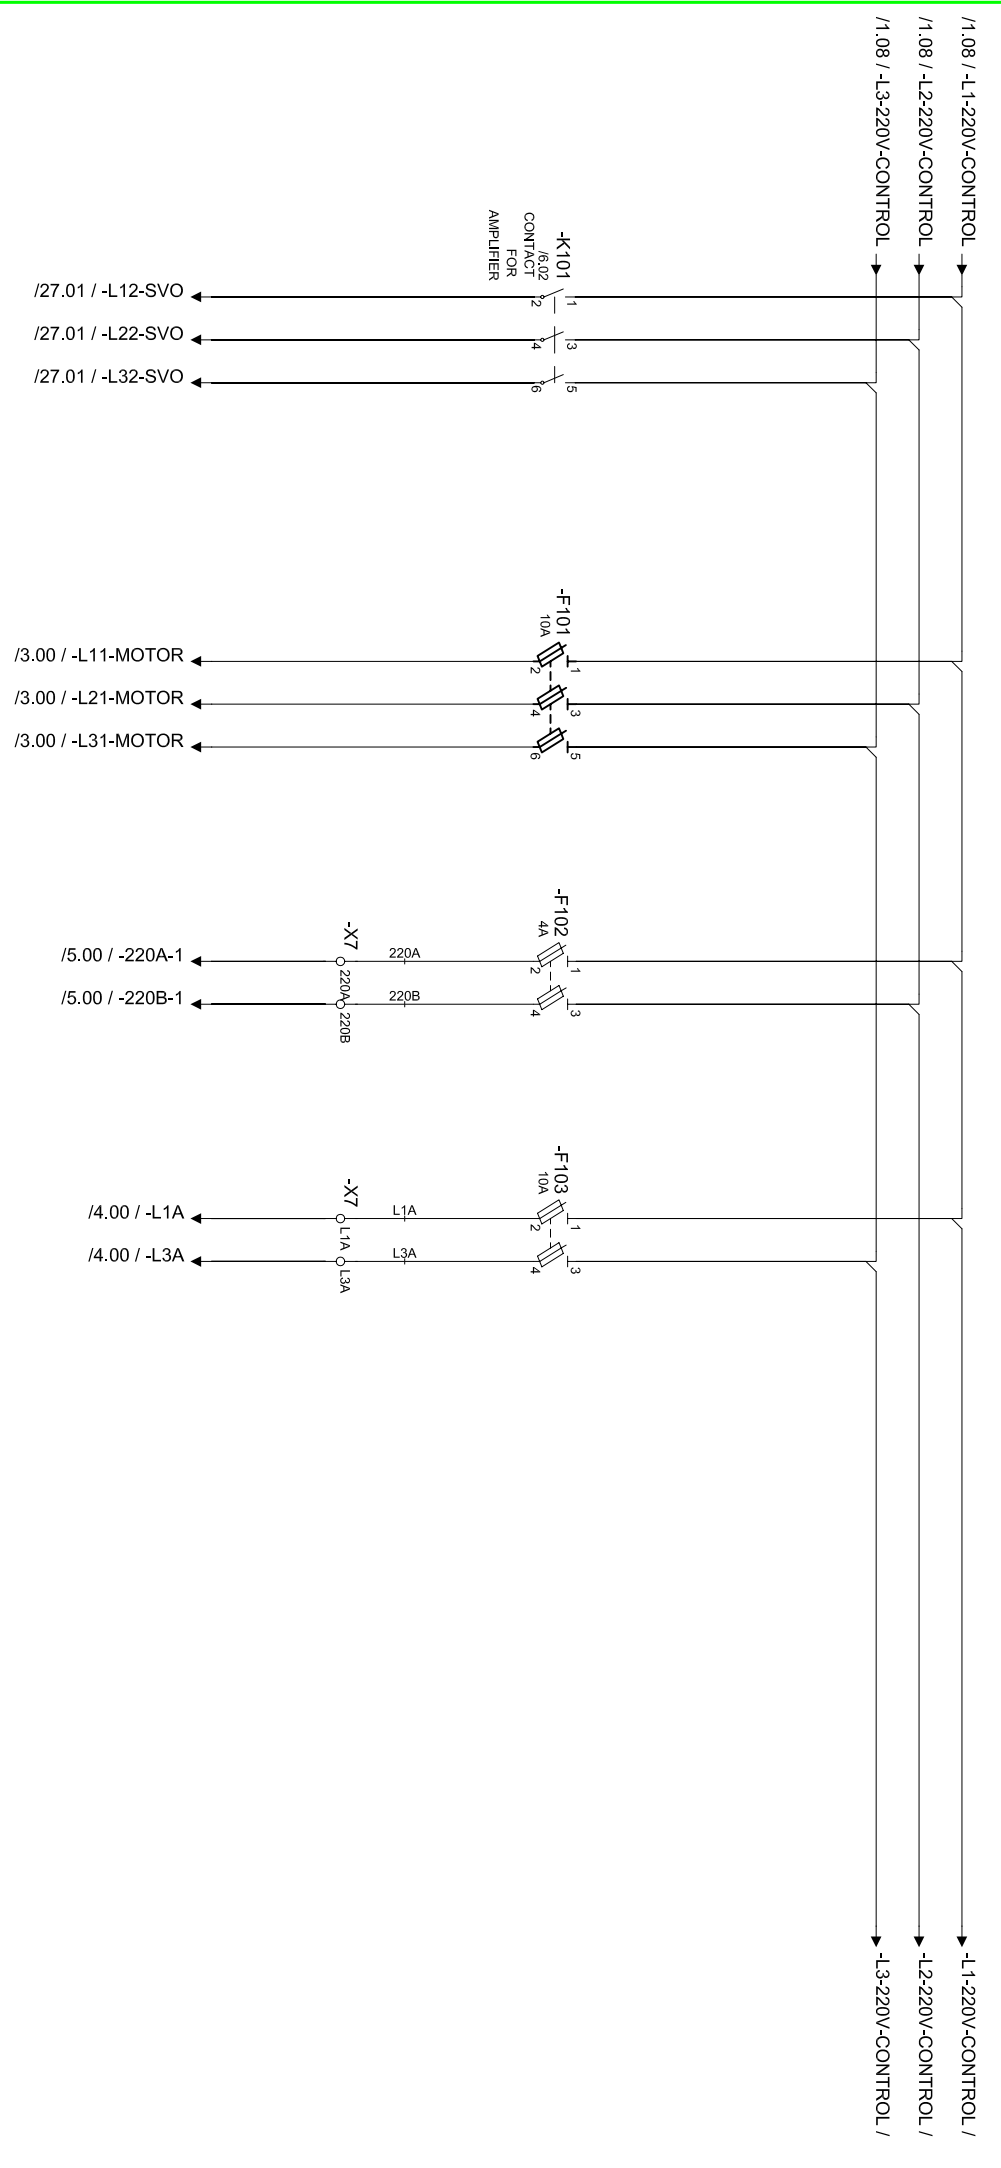 /1.08 / -L1-220V-CONTROL
/1.08 / -L2-220V-CONTROL
/1.08 / -L3-220V-CONTROL
-K101
/6.02
CONTACT
FOR
AMPLIFIER
1
2
3
4
5
6
/27.01 / -L12-SVO
/27.01 / -L22-SVO
/27.01 / -L32-SVO
-F101
10A
1
2
3
4
5
6
/3.00 / -L11-MOTOR
/3.00 / -L21-MOTOR
/3.00 / -L31-MOTOR
-F102
4A
1
2
3
4
-X7
220A
220A
220B
220B
/5.00 / -220A-1
/5.00 / -220B-1
-F103
10A
1
2
3
4
-X7
L1A
L1A
L3A
L3A
/4.00 / -L1A
/4.00 / -L3A
-L1-220V-CONTROL /
-L2-220V-CONTROL /
-L3-220V-CONTROL /